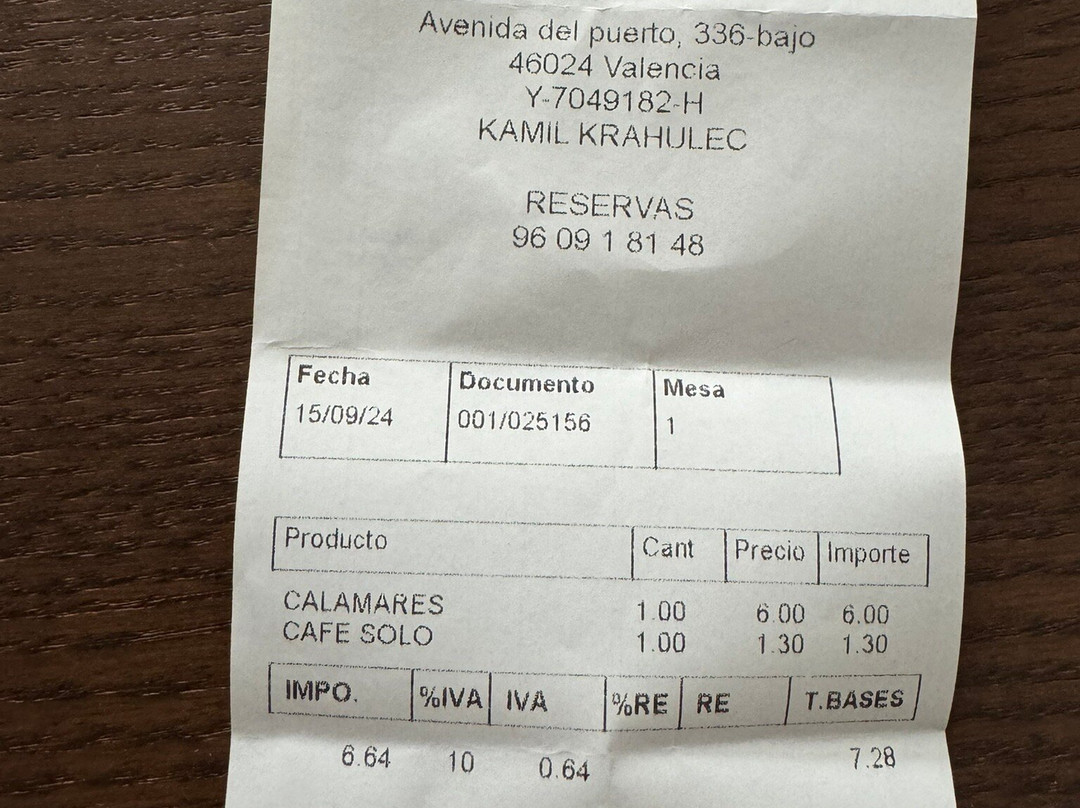 Avenida del puerto, 336-bajo
46024 Valencia
Y-7049182-H
KAMIL KRAHULEC
RESERVAS
96 09 1 81 48
Fecha Documento Mesa
15/09/24 001/025156 1
Producto Cant Precio Importe
CALAMARES 1.00 6.00 6.00
CAFE SOLO 1.00 1.30 1.30
IMPO. %IVA IVA %RE RE T.BASES
6.64 10 0.64 7.28